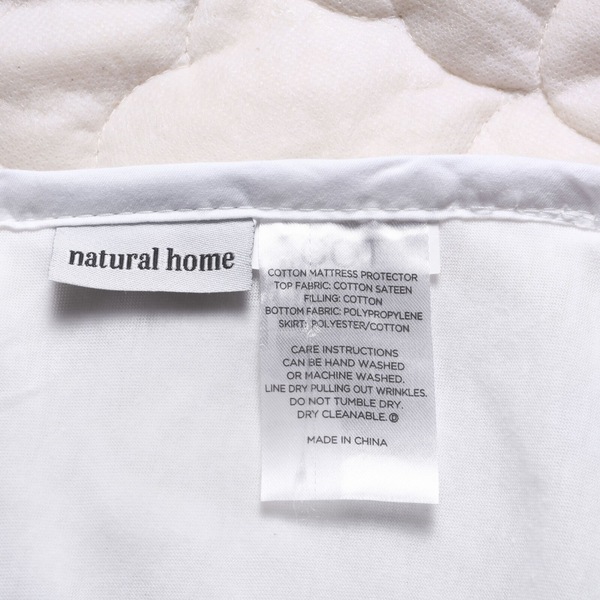 natural home
COTTON MATTRESS PROTECTOR
TOP FABRIC: COTTON SATEEN
FILLING: COTTON
BOTTOM FABRIC: POLYPROPYLENE
SKIRT: POLYESTER/COTTON
CARE INSTRUCTIONS
CAN BE HAND WASHED
OR MACHINE WASHED.
LINE DRY PULLING OUT WRINKLES.
DO NOT TUMBLE DRY.
DRY CLEANABLE. Ⓟ
MADE IN CHINA